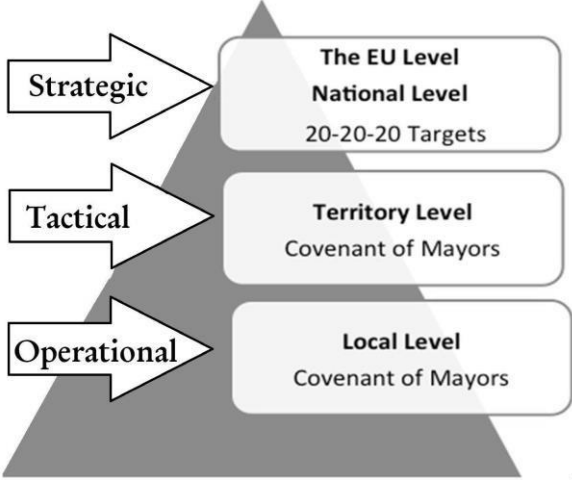 Strategic
The EU Level
National Level
20-20-20 Targets
Tactical
Territory Level
Covenant of Mayors
Operational
Local Level
Covenant of Mayors